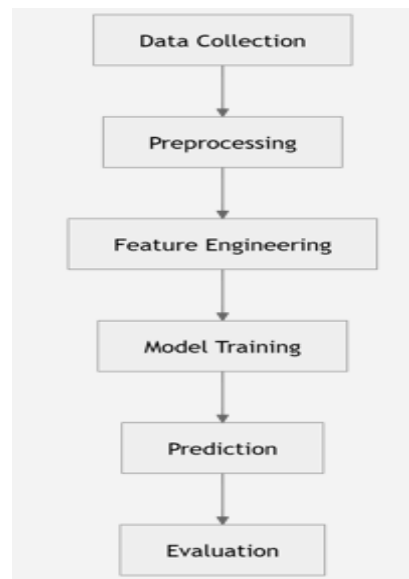 Data Collection
Preprocessing
Feature Engineering
Model Training
Prediction
Evaluation